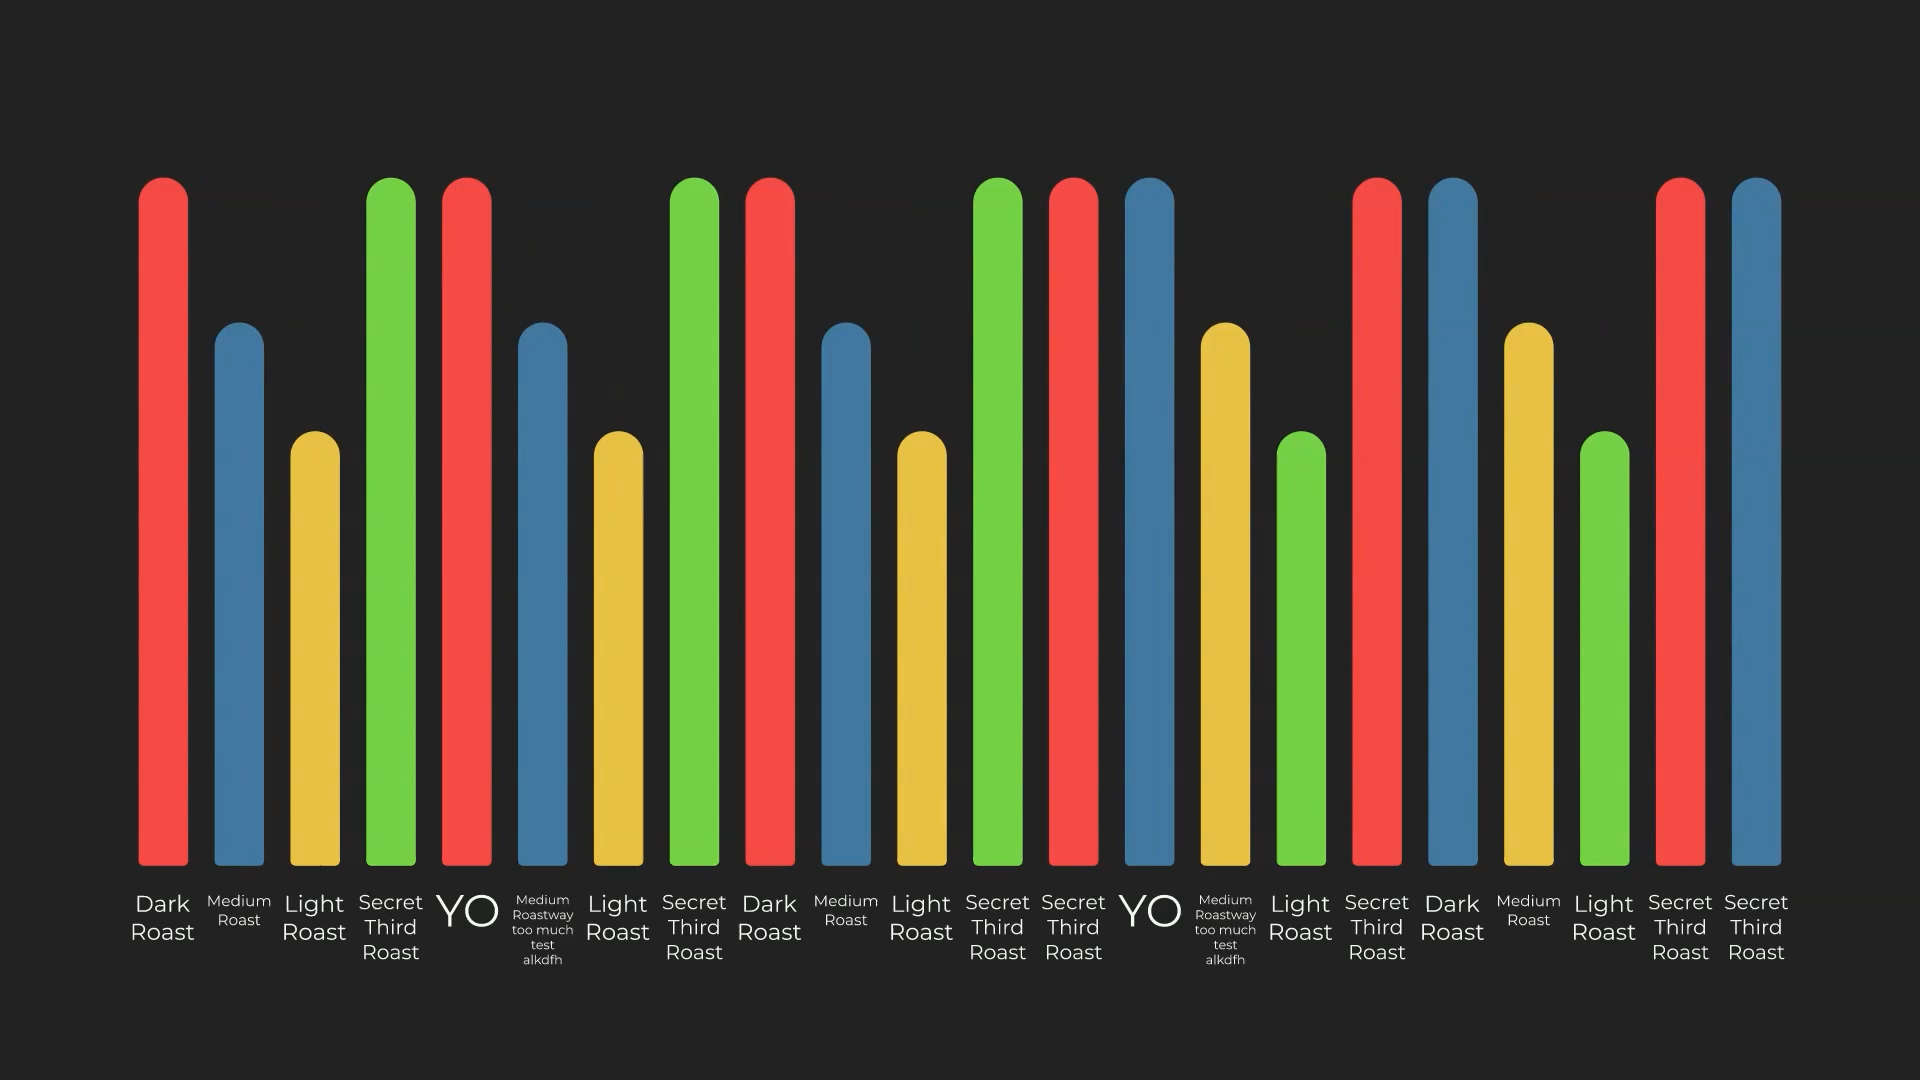 Dark
Roast
Medium
Roast
Light
Roast
Secret
Third
Roast
YO
Medium
Roastway
too much
test
alkdfh
Light
Roast
Secret
Third
Roast
Dark
Roast
Medium
Roast
Light
Roast
Secret
Third
Roast
Secret
Third
Roast
YO
Medium
Roastway
too much
test
alkdfh
Light
Roast
Secret
Third
Roast
Dark
Roast
Medium
Roast
Light
Roast
Secret
Third
Roast
Secret
Third
Roast